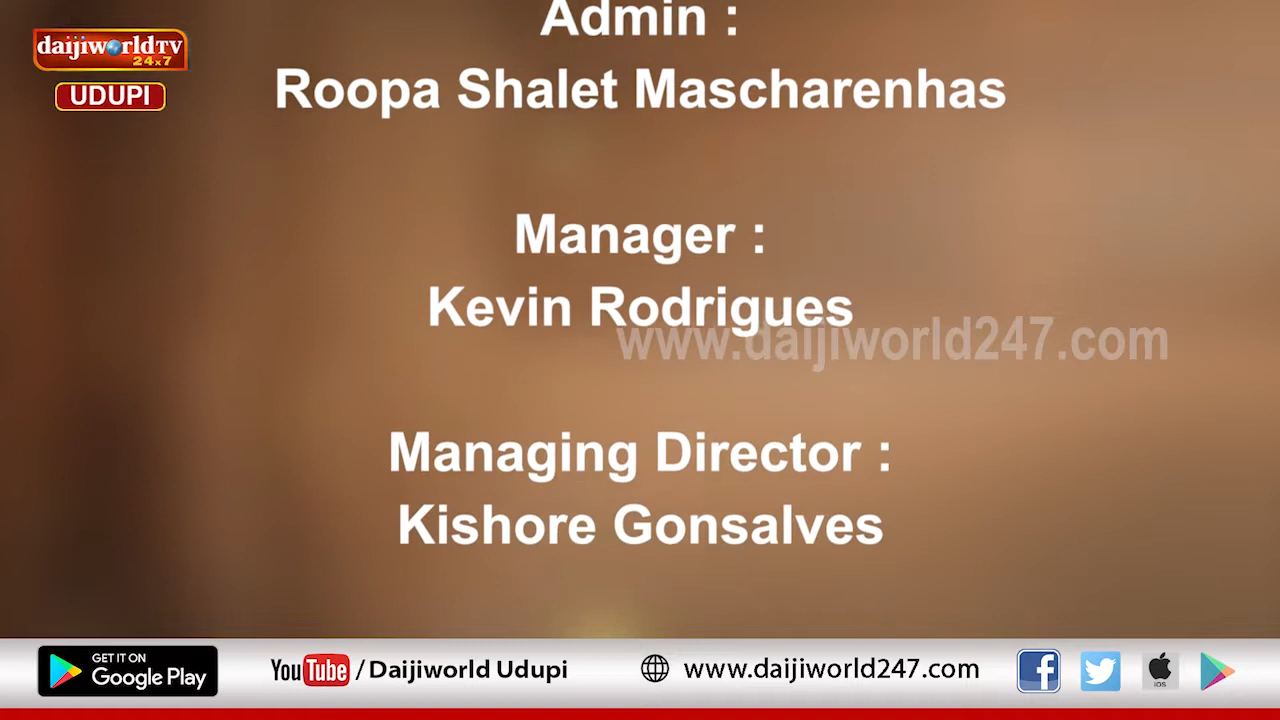 Admin :
daijiworldTV
24x7
UDUPI
Roopa Shalet Mascharenhas
Manager :
Kevin Rodrigues
www.daijiworld247.com
Managing Director :
Kishore Gonsalves
GET IT ON
Google Play
YouTube / Daijiworld Udupi
www.daijiworld247.com
f
iOS